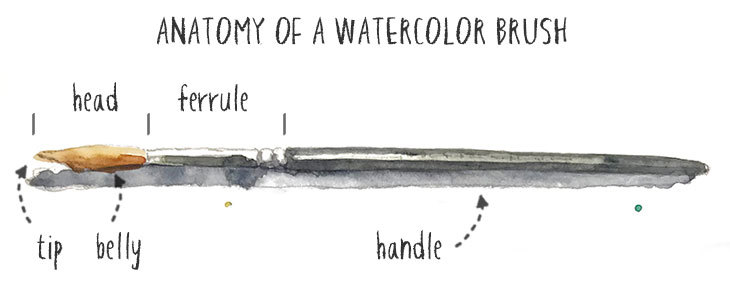 ANATOMY OF A WATERCOLOR BRUSH
head ferrule
tip belly handle